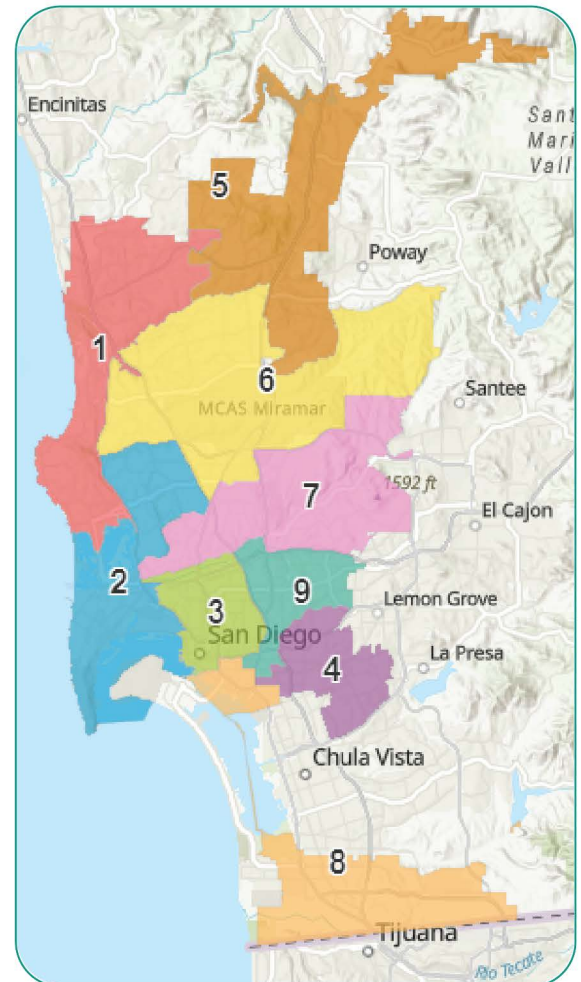 Encinitas
Sant
Mari
Vall
5
Poway
1
6
MCAS Miramar
Santee
1592 ft
7
El Cajon
2
9
3
Lemon Grove
San Diego
La Presa
4
Chula Vista
8
Tijuana
Río Tecate